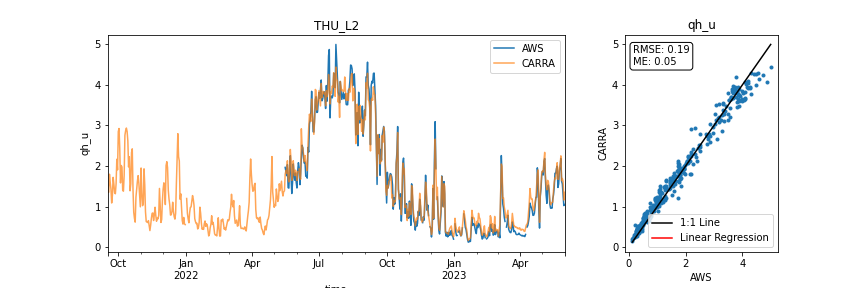 THU_L2
qh_u
5
4
3
2
1
0
AWS
CARRA
Oct
Jan
2022
Apr
Jul
Oct
Jan
2023
Apr
time
qh_u
CARRA
5
4
3
2
1
0
RMSE: 0.19
ME: 0.05
1:1 Line
Linear Regression
0
2
4
AWS